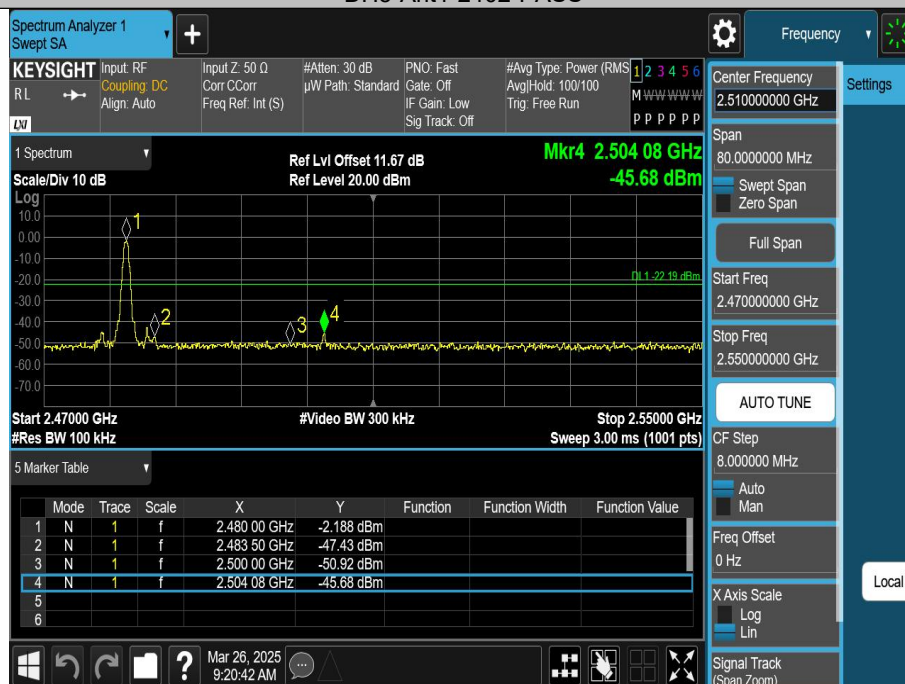 Spectrum Analyzer 1
Swept SA
Frequency
KEYSIGHT
RL
LXI
Input: RF
Coupling: DC
Align: Auto
Input Z: 50 Ω
Corr CCorr
Freq Ref: Int (S)
#Atten: 30 dB
µW Path: Standard
PNO: Fast
Gate: Off
IF Gain: Low
Sig Track: Off
#Avg Type: Power (RMS
Avg|Hold: 100/100
Trig: Free Run
1 2 3 4 5 6
M W W W W W
P P P P P P
1 Spectrum
Scale/Div 10 dB
Ref Lvl Offset 11.67 dB
Ref Level 20.00 dBm
Mkr4 2.504 08 GHz
-45.68 dBm
Log
10.0
0.00
-10.0
-20.0
-30.0
-40.0
-50.0
-60.0
-70.0
1
2
3
4
DL1 -22.19 dBm
Start 2.47000 GHz
#Video BW 300 kHz
Stop 2.55000 GHz
#Res BW 100 kHz
Sweep 3.00 ms (1001 pts)
5 Marker Table
Mode Trace Scale X Y Function Function Width Function Value
1 N 1 f 2.480 00 GHz -2.188 dBm
2 N 1 f 2.483 50 GHz -47.43 dBm
3 N 1 f 2.500 00 GHz -50.92 dBm
4 N 1 f 2.504 08 GHz -45.68 dBm
5
6
Mar 26, 2025
9:20:42 AM
Center Frequency
2.510000000 GHz
Settings
Span
80.0000000 MHz
Swept Span
Zero Span
Full Span
Start Freq
2.470000000 GHz
Stop Freq
2.550000000 GHz
AUTO TUNE
CF Step
8.000000 MHz
Auto
Man
Freq Offset
0 Hz
Local
X Axis Scale
Log
Lin
Signal Track
(Span Zoom)